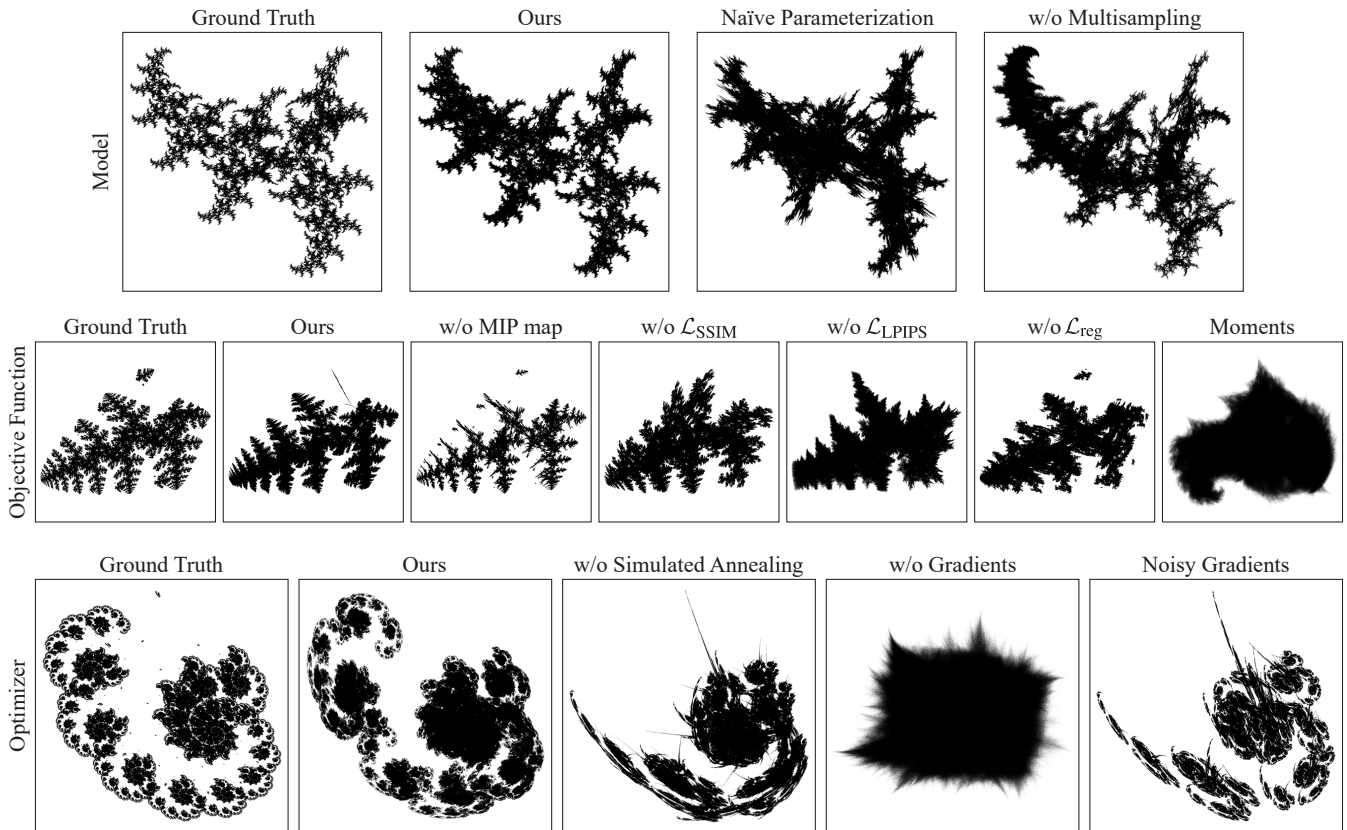 Ground Truth Ours Naïve Parameterization w/o Multisampling
Model
Ground Truth Ours w/o MIP map w/o ℒSSIM w/o ℒLPIPS w/o ℒreg Moments
Objective Function
Ground Truth Ours w/o Simulated Annealing w/o Gradients Noisy Gradients
Optimizer